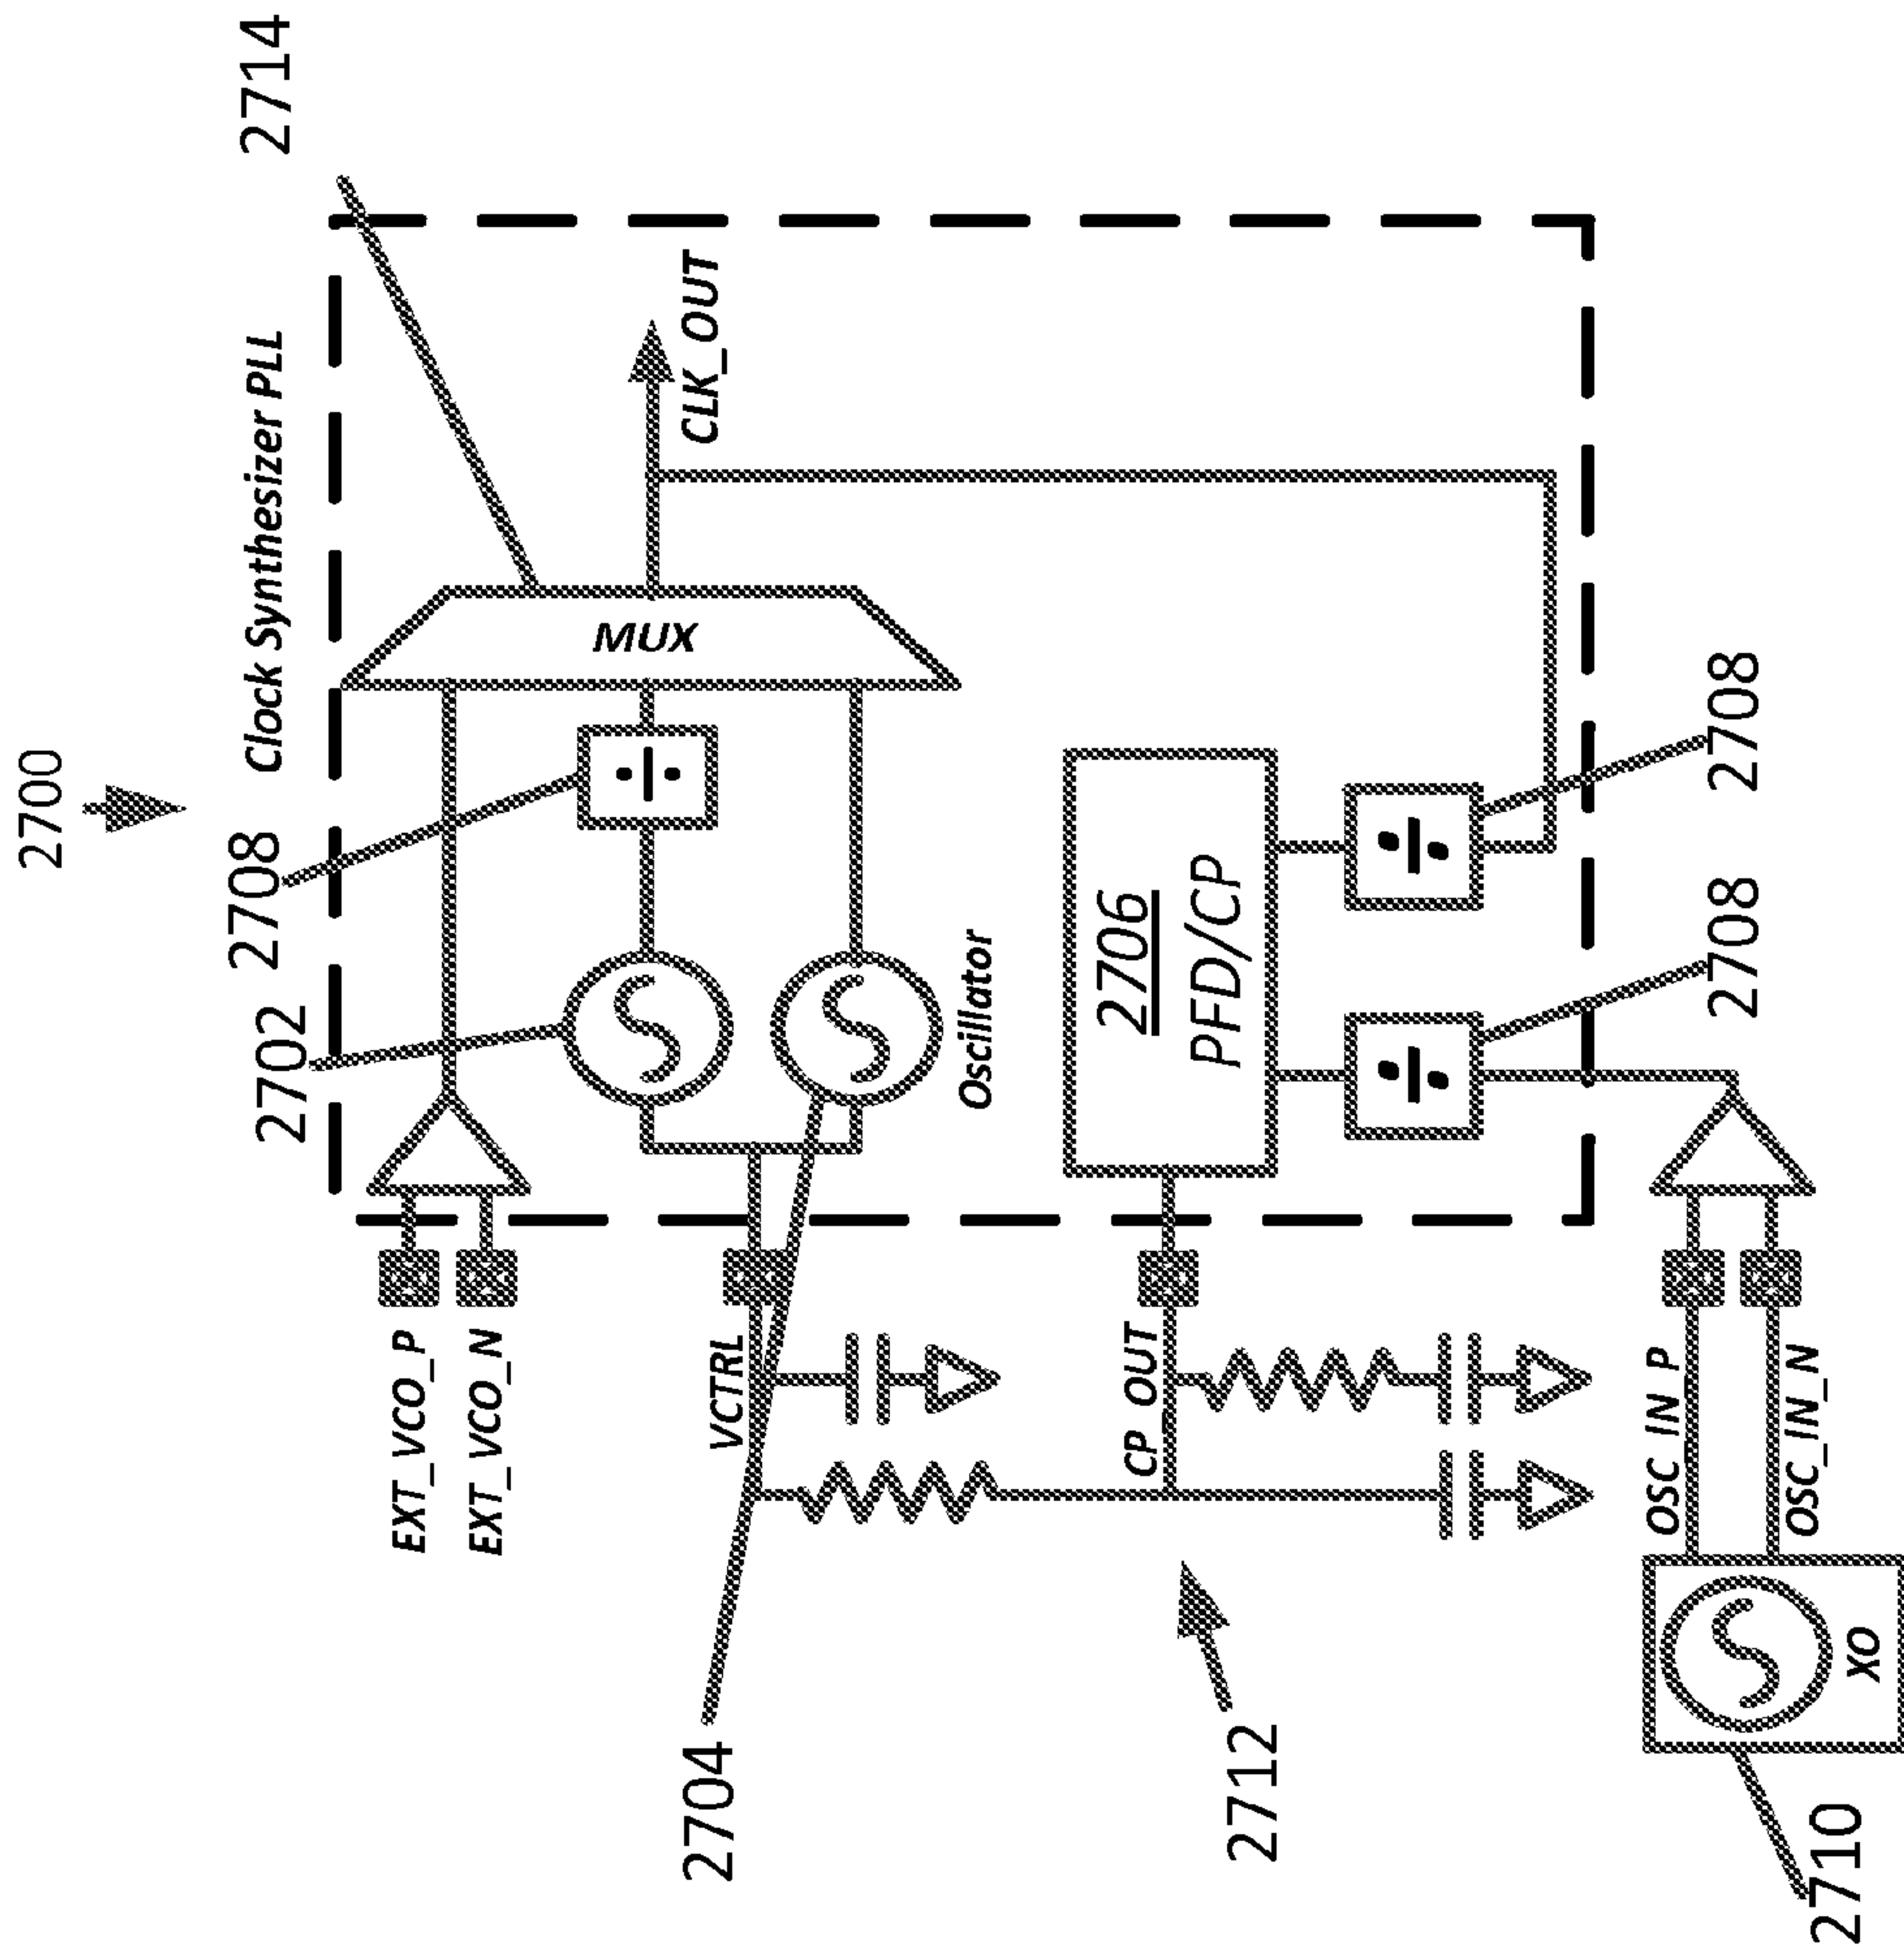 2700
Clock Synthesizer PLL
2714
2702
2708
EXT_VCO_P
EXT_VCO_N
MUX
CLK_OUT
VCTRL
÷
Oscillator
2704
CP_OUT
2706
PFD/CP
2712
÷
÷
2708
2708
OSC_IN_P
OSC_IN_N
XO
2710